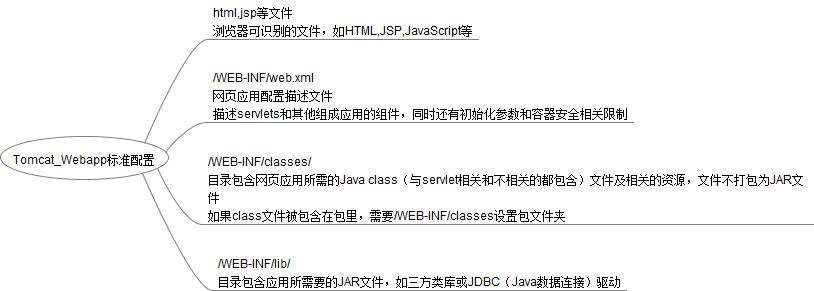 html,jsp等文件
浏览器可识别的文件，如HTML,JSP,JavaScript等
/WEB-INF/web.xml
网页应用配置描述文件
描述servlets和其他组成应用的组件，同时还有初始化参数和容器安全相关限制
Tomcat_Webapp标准配置
/WEB-INF/classes/
目录包含网页应用所需的Java class（与servlet相关和不相关的都包含）文件及相关的资源，文件不打包为JAR文
件
如果class文件被包含在包里，需要/WEB-INF/classes设置包文件夹
/WEB-INF/lib/
目录包含应用所需要的JAR文件，如三方类库或JDBC（Java数据连接）驱动